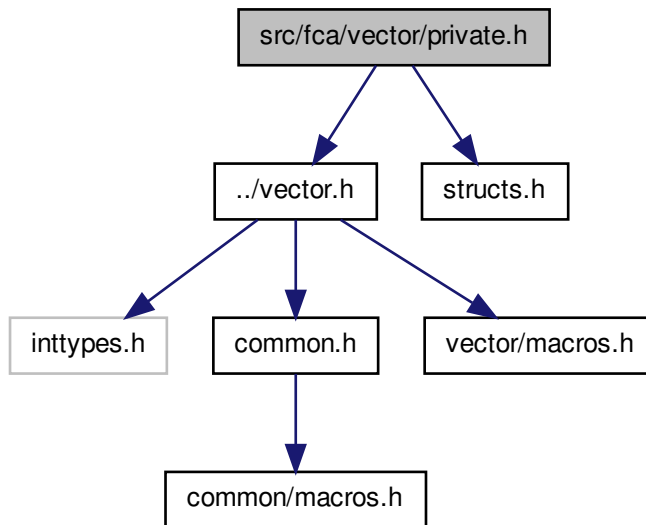 src/fca/vector/private.h
../vector.h
structs.h
inttypes.h
common.h
vector/macros.h
common/macros.h